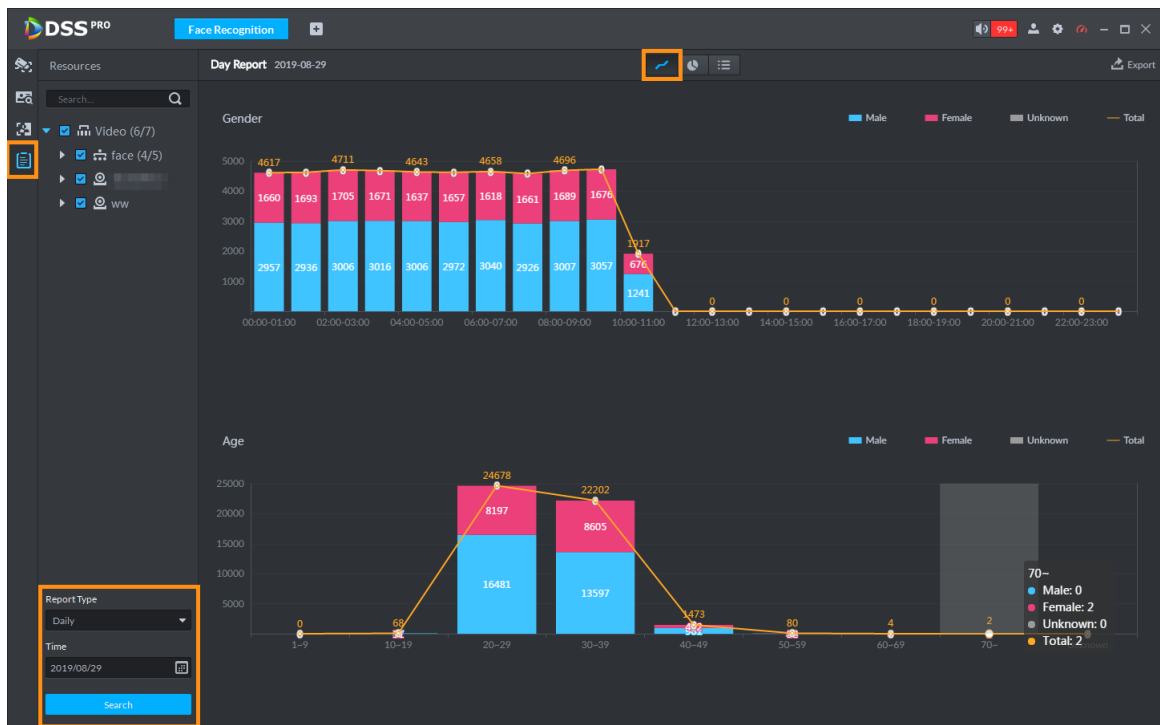 DSS PRO
Face Recognition
99+
Resources
Day Report 2019-08-29
Export
Search...
Video (6/7)
face (4/5)
ww
Gender
Male Female Unknown Total
5000
4000
3000
2000
1000
4617 4711 4643 4658 4696 1917
1660 1693 1705 1671 1637 1657 1618 1661 1689 1676 676
2957 2936 3006 3016 3006 2972 3040 2926 3007 3057 1241
0 0 0 0 0 0
00:00-01:00 02:00-03:00 04:00-05:00 06:00-07:00 08:00-09:00 10:00-11:00 12:00-13:00 14:00-15:00 16:00-17:00 18:00-19:00 20:00-21:00 22:00-23:00
Age
Male Female Unknown Total
25000
20000
15000
10000
5000
0 68 24678 22202 1473 80 4 2
8197 8605
16481 13597
1~9 10~19 20~29 30~39 40~49 50~59 60~69 70~
70~
Male: 0
Female: 2
Unknown: 0
Total: 2
Report Type
Daily
Time
2019/08/29
Search